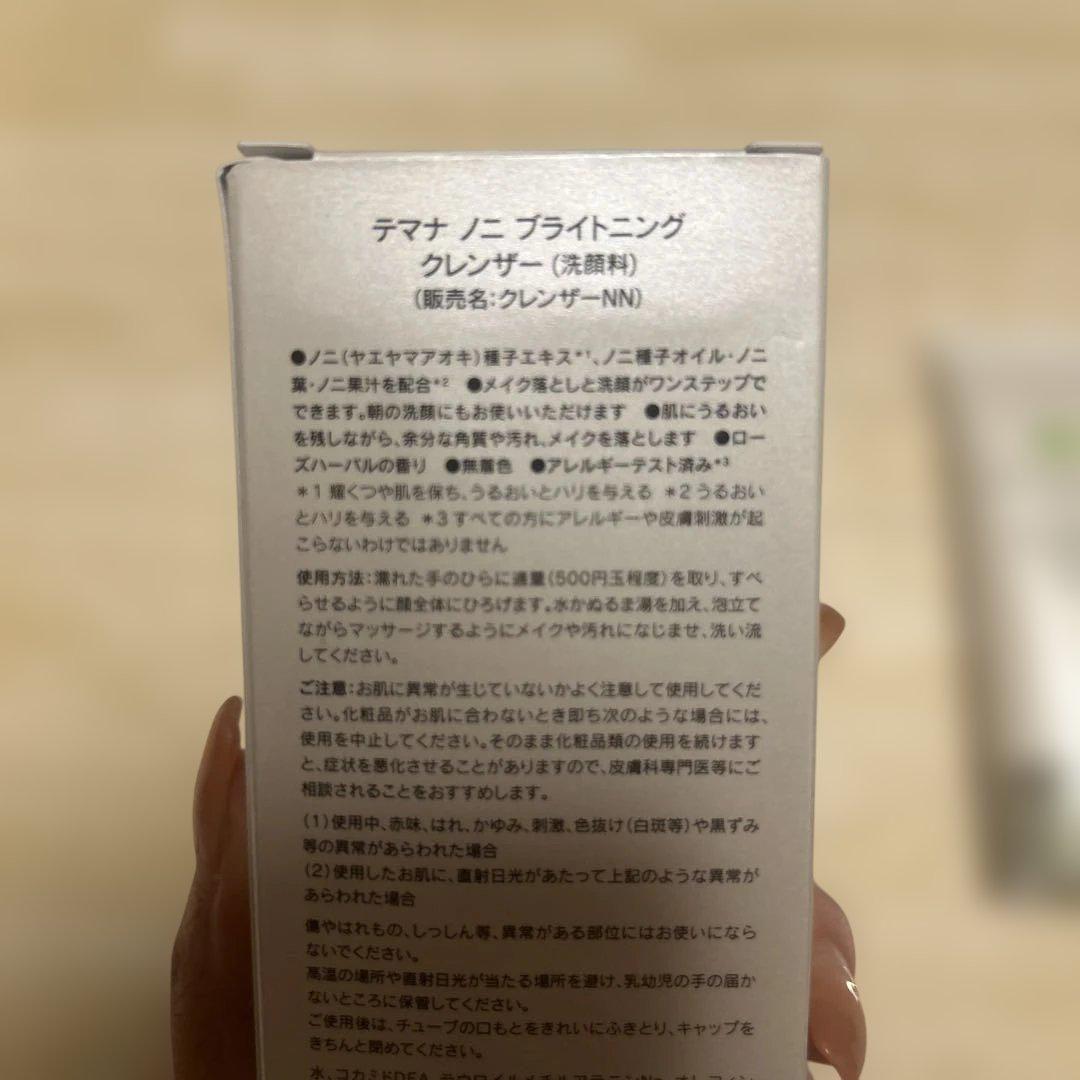 テマナ ノニ ブライトニング
クレンザー (洗顔料)
(販売名:クレンザーNN)
●ノニ(ヤエヤマアオキ)種子エキス*1、ノニ種子オイル・ノニ
葉・ノニ果汁を配合*2 ●メイク落としと洗顔がワンステップで
できます。朝の洗顔にもお使いいただけます ●肌にうるおい
を残しながら、余分な角質や汚れ、メイクを落とします ●ロー
ズハーバルの香り ●無着色 ●アレルギーテスト済み*3
*1 輝くつや肌を保ち、うるおいとハリを与える *2 うるおい
とハリを与える *3 すべての方にアレルギーや皮膚刺激が起
こらないわけではありません
使用方法:濡れた手のひらに適量(500円玉程度)を取り、すべ
らせるように顔全体にひろげます。水かぬるま湯を加え、泡立て
ながらマッサージするようにメイクや汚れになじませ、洗い流
してください。
ご注意:お肌に異常が生じていないかよく注意して使用してくだ
さい。化粧品がお肌に合わないとき即ち次のような場合には、
使用を中止してください。そのまま化粧品類の使用を続けます
と、症状を悪化させることがありますので、皮膚科専門医等にご
相談されることをおすすめします。
(1)使用中、赤味、はれ、かゆみ、刺激、色抜け(白斑等)や黒ずみ
等の異常があらわれた場合
(2)使用したお肌に、直射日光があたって上記のような異常が
あらわれた場合
傷やはれもの、しっしん等、異常がある部位にはお使いになら
ないでください。
高温の場所や直射日光が当たる場所を避け、乳幼児の手の届か
ないところに保管してください。
ご使用後は、チューブの口もとをきれいにふきとり、キャップを
きちんと閉めてください。
水、コカミドDEA、ラウロイルメチルアラニンNa、オレフィン